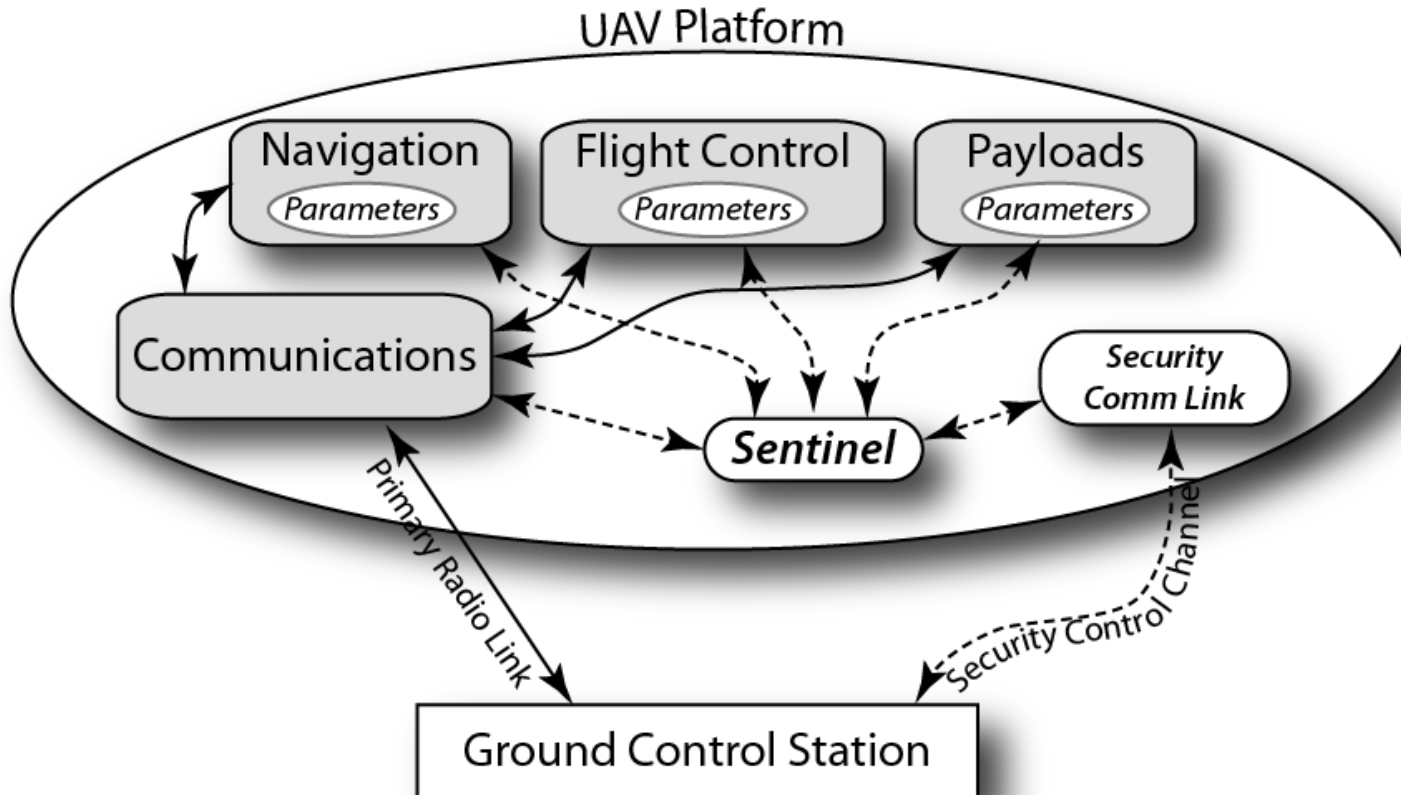 UAV Platform
Navigation
Parameters
Flight Control
Parameters
Payloads
Parameters
Communications
Security
Comm Link
Sentinel
Primary Radio Link
Security Control Channel
Ground Control Station